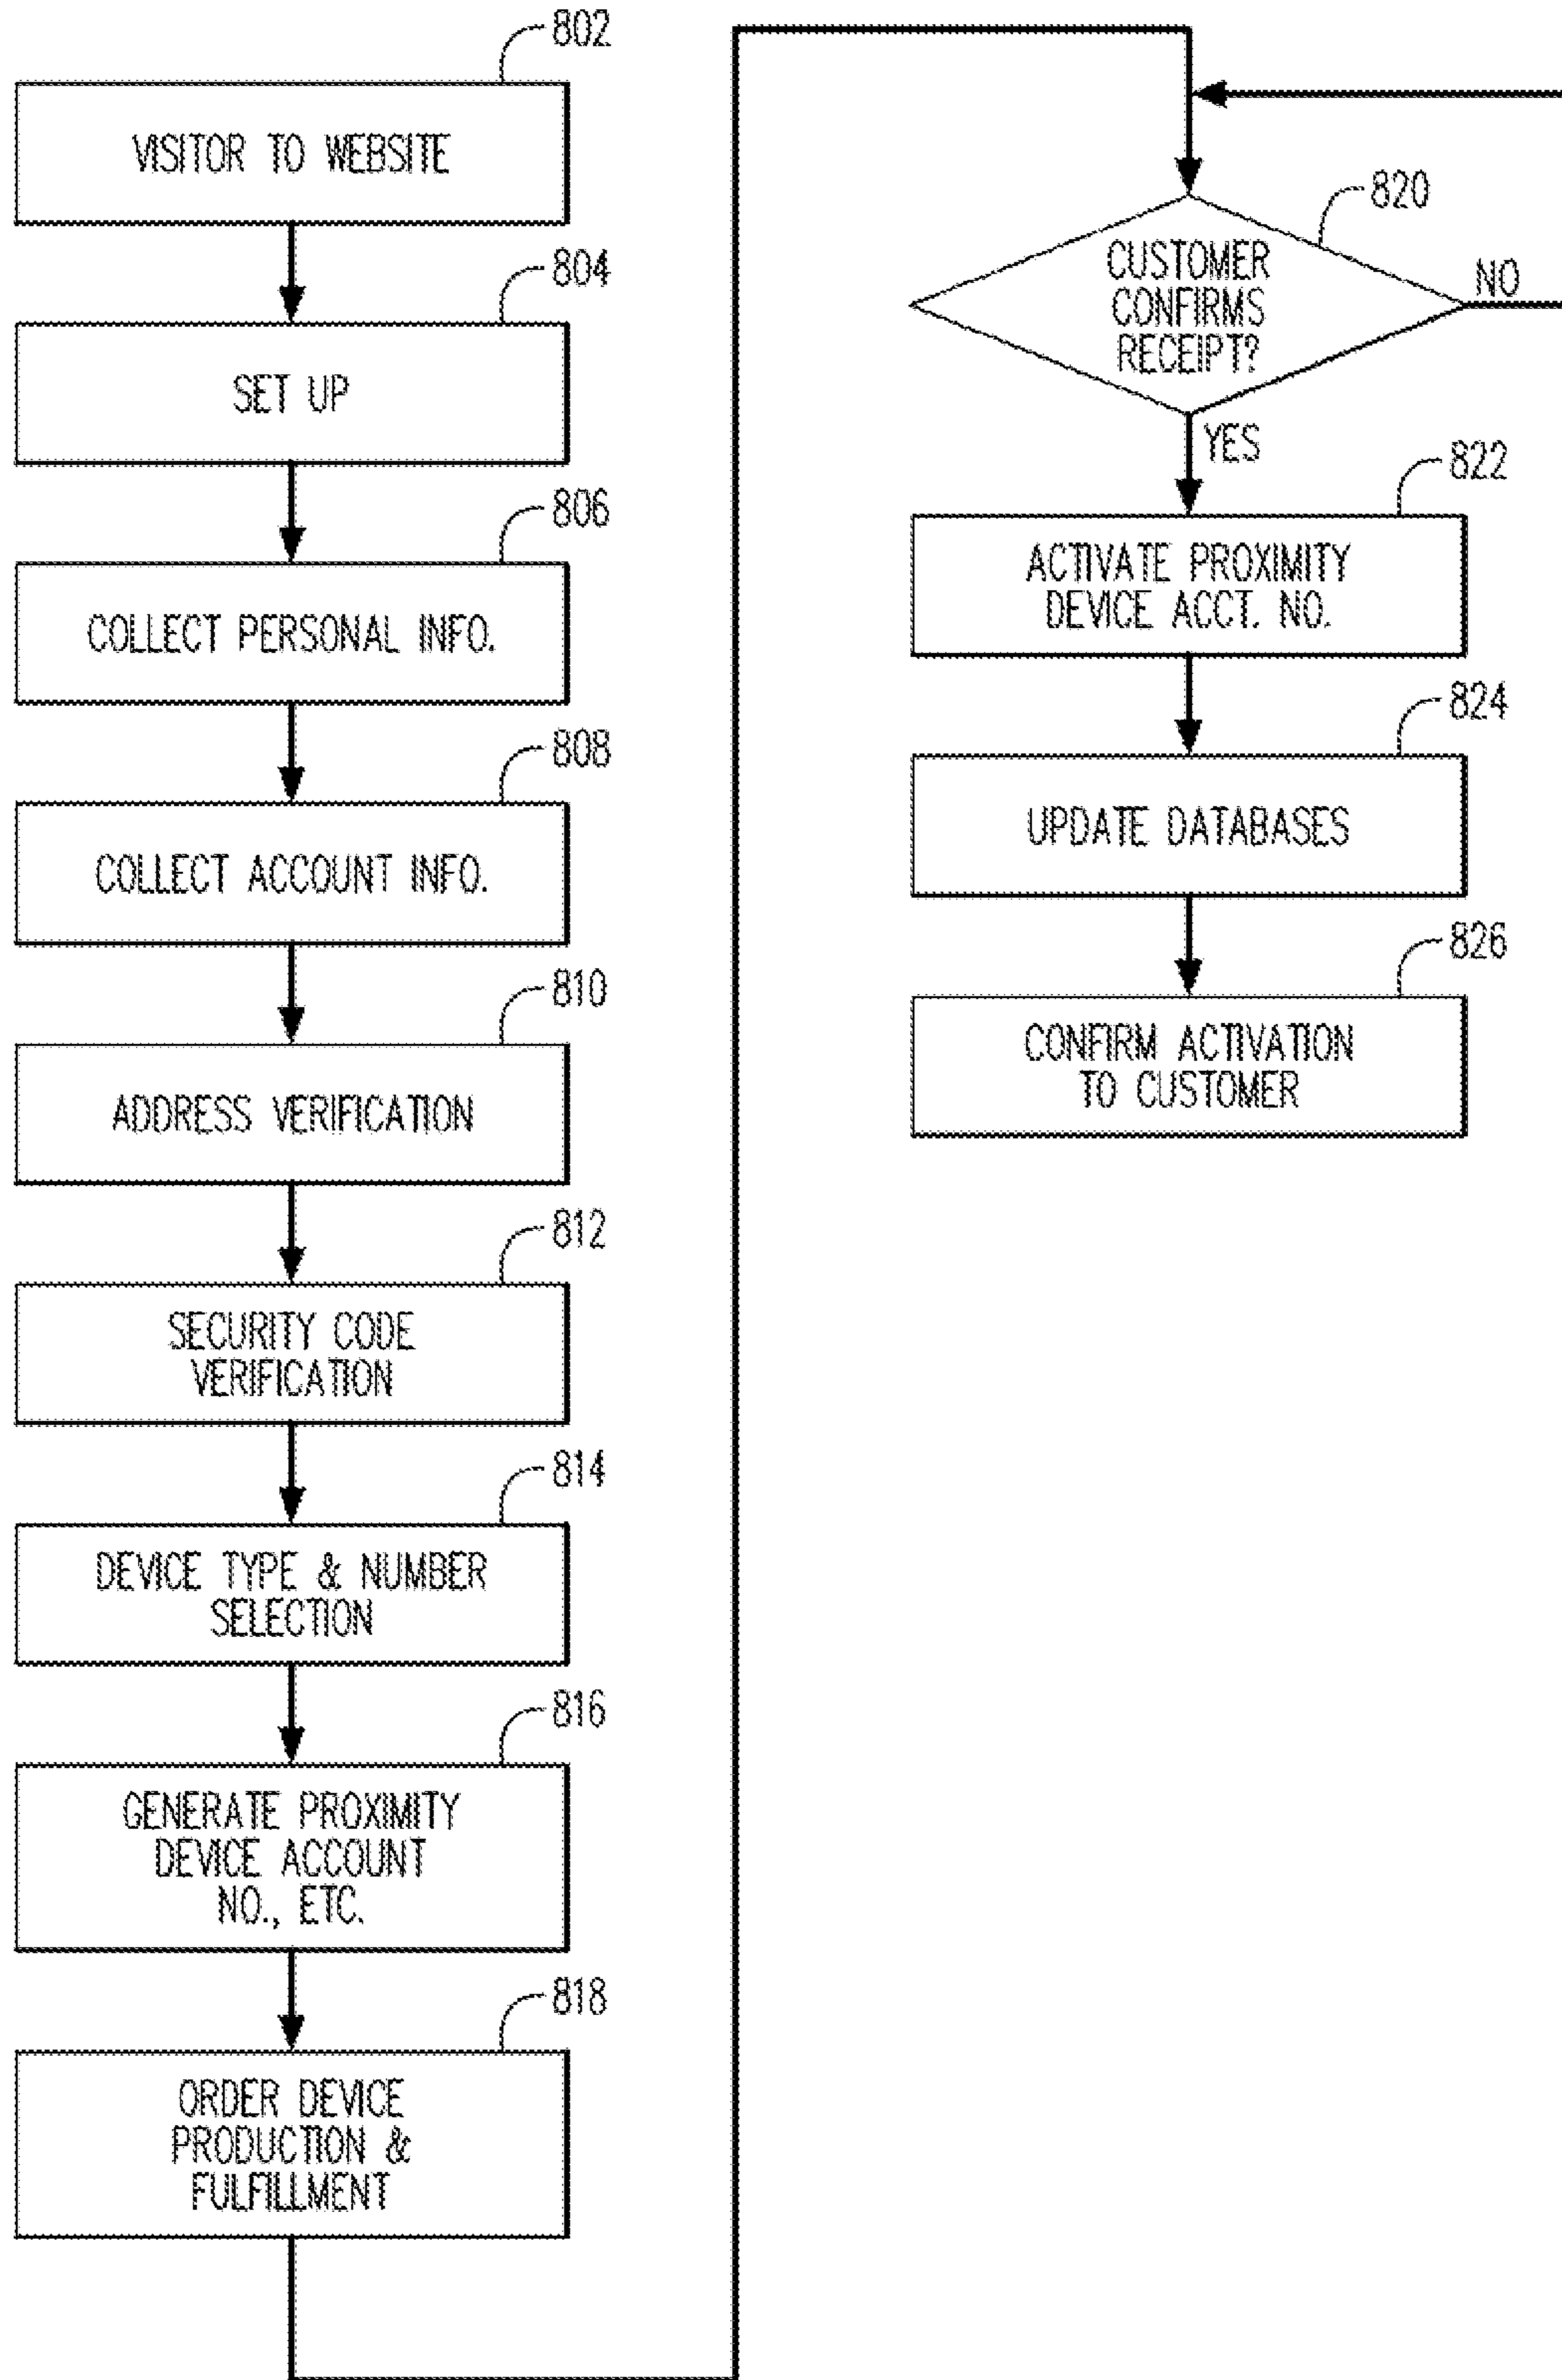 802
VISITOR TO WEBSITE
804
SET UP
806
COLLECT PERSONAL INFO.
808
COLLECT ACCOUNT INFO.
810
ADDRESS VERIFICATION
812
SECURITY CODE
VERIFICATION
814
DEVICE TYPE & NUMBER
SELECTION
816
GENERATE PROXIMITY
DEVICE ACCOUNT
NO., ETC.
818
ORDER DEVICE
PRODUCTION &
FULFILLMENT
820
CUSTOMER
CONFIRMS
RECEIPT?
NO
YES
822
ACTIVATE PROXIMITY
DEVICE ACCT. NO.
824
UPDATE DATABASES
826
CONFIRM ACTIVATION
TO CUSTOMER